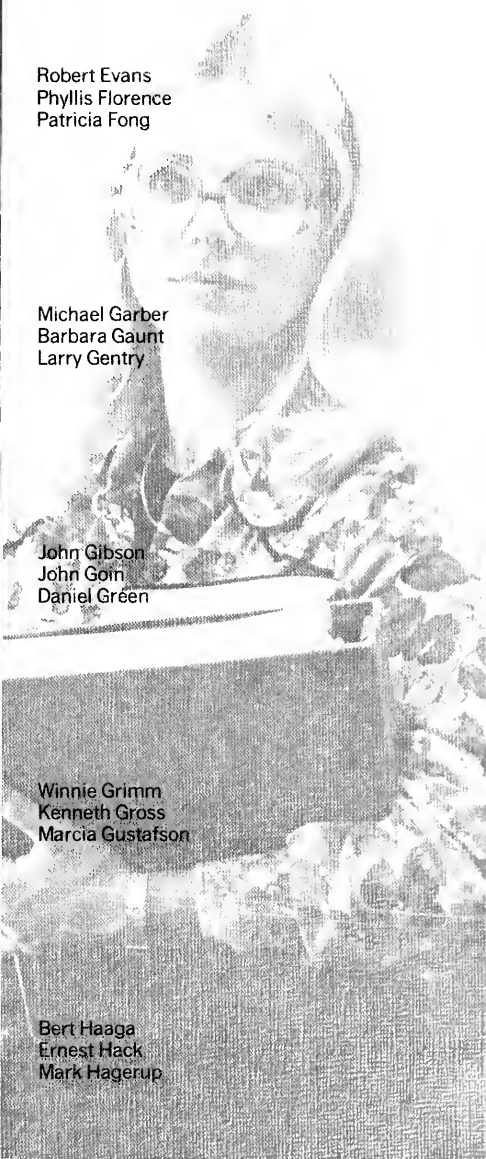 Robert Evans
Phyllis Florence
Patricia Fong
Michael Garber
Barbara Gaunt
Larry Gentry
John Gibson
John Goin
Daniel Green
Winnie Grimm
Kenneth Gross
Marcia Gustafson
Bert Haaga
Ernest Hack
Mark Hagerup